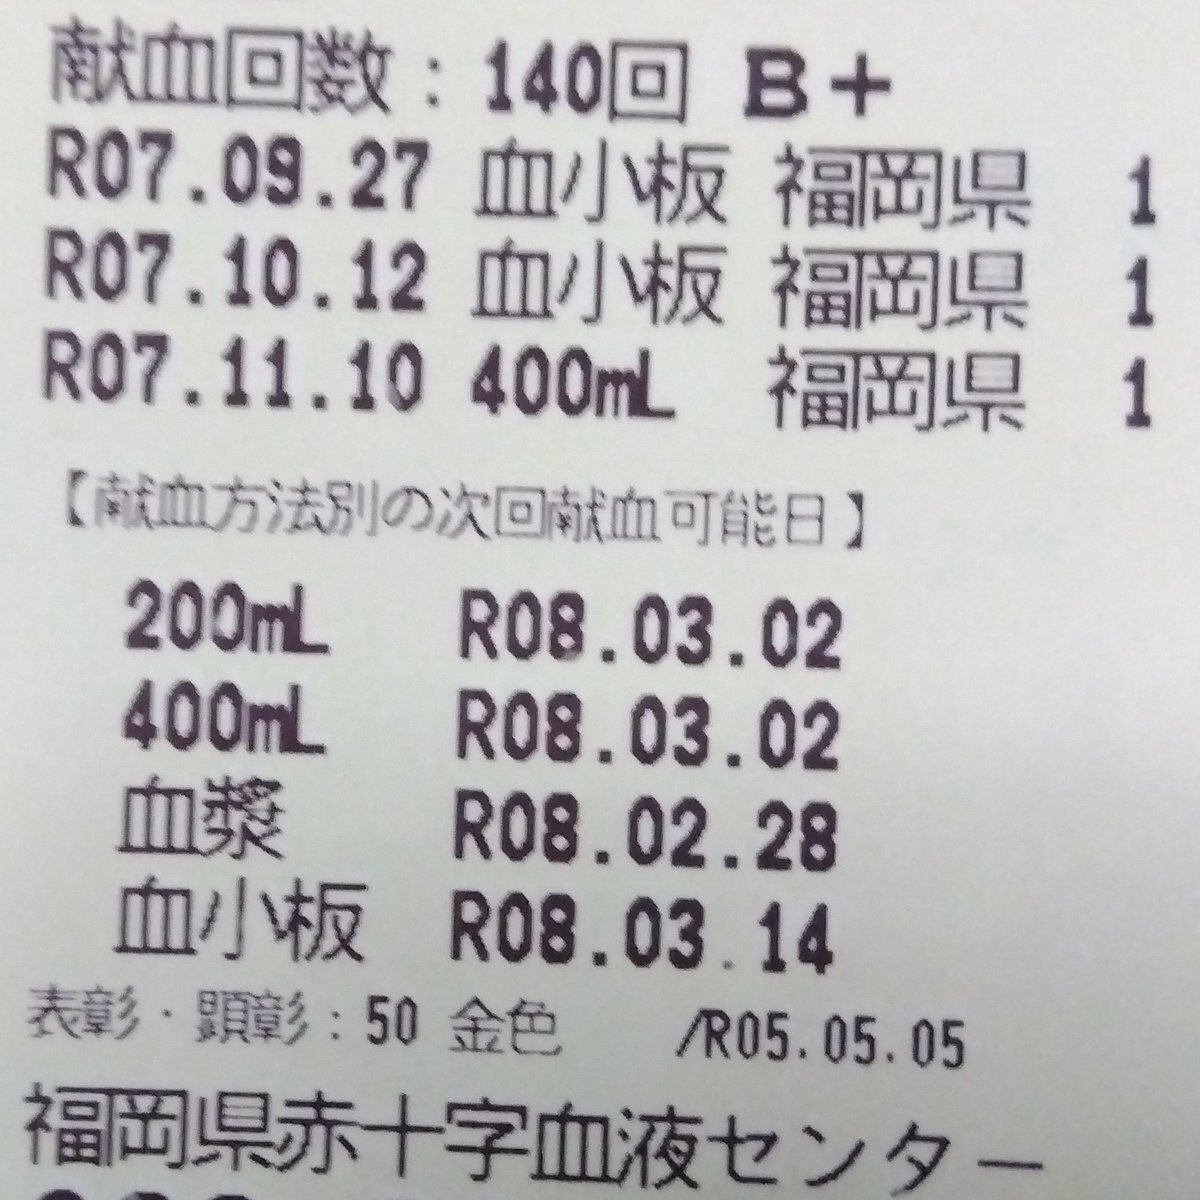 献血回数:140回 B+
R07.09.27 血小板 福岡県 1
R07.10.12 血小板 福岡県 1
R07.11.10 400mL 福岡県 1
【献血方法別の次回献血可能日】
200mL R08.03.02
400mL R08.03.02
血漿 R08.02.28
血小板 R08.03.14
表彰・顕彰:50 金色 /R05.05.05
福岡県赤十字血液センター